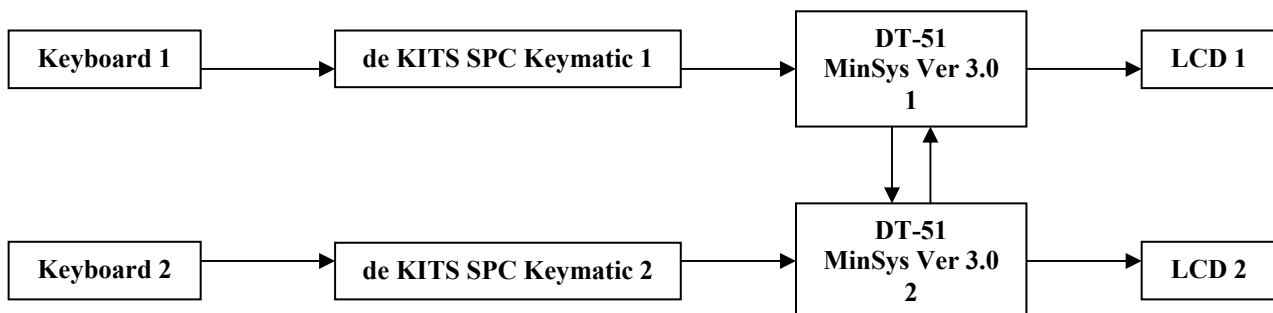 Keyboard 1
de KITS SPC Keymatic 1
DT-51
MinSys Ver 3.0
1
LCD 1
Keyboard 2
de KITS SPC Keymatic 2
DT-51
MinSys Ver 3.0
2
LCD 2